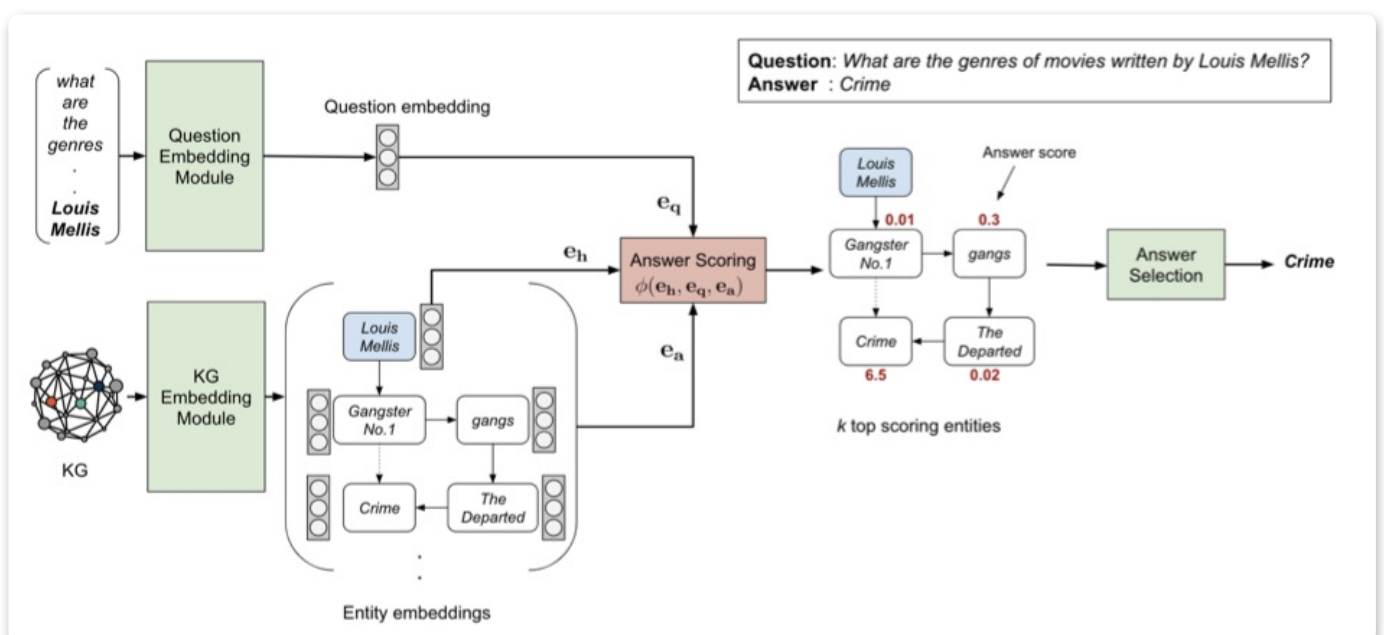 Question: What are the genres of movies written by Louis Mellis?
Answer : Crime
what
are
the
genres
.
.
Louis
Mellis
Question
Embedding
Module
Question embedding
e_q
e_h
Answer Scoring
ϕ(e_h, e_q, e_a)
e_a
KG
KG
Embedding
Module
Louis
Mellis
Gangster
No.1
gangs
Crime
The
Departed
.
.
Entity embeddings
Louis
Mellis
Answer score
0.01
0.3
Gangster
No.1
gangs
Crime
The
Departed
6.5
0.02
k top scoring entities
Answer
Selection
Crime